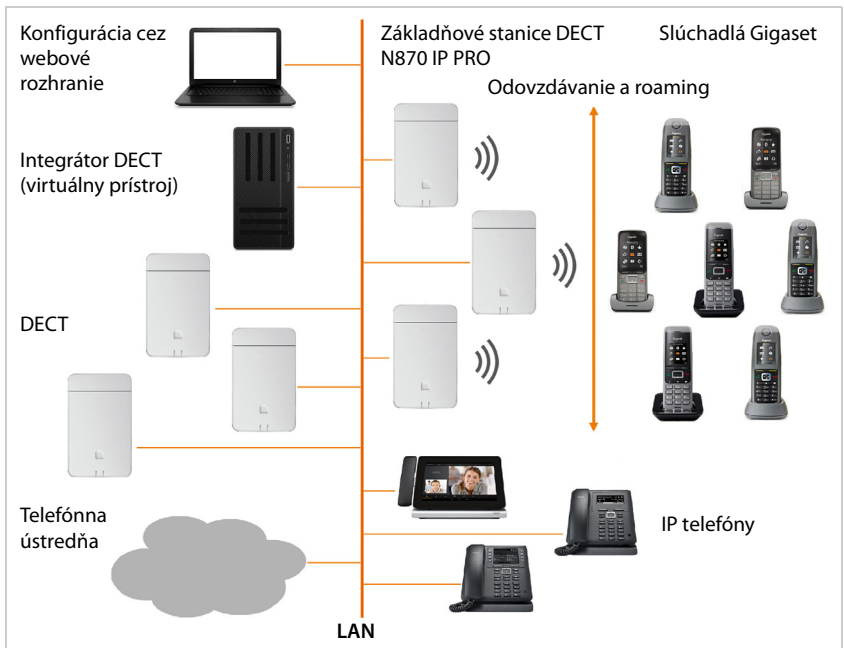 Konfigurácia cez
webové
rozhranie
Základňové stanice DECT
N870 IP PRO
Slúchadlá Gigaset
Odovzdávanie a roaming
Integrátor DECT
(virtuálny prístroj)
DECT
Telefónna
ústredňa
IP telefóny
LAN